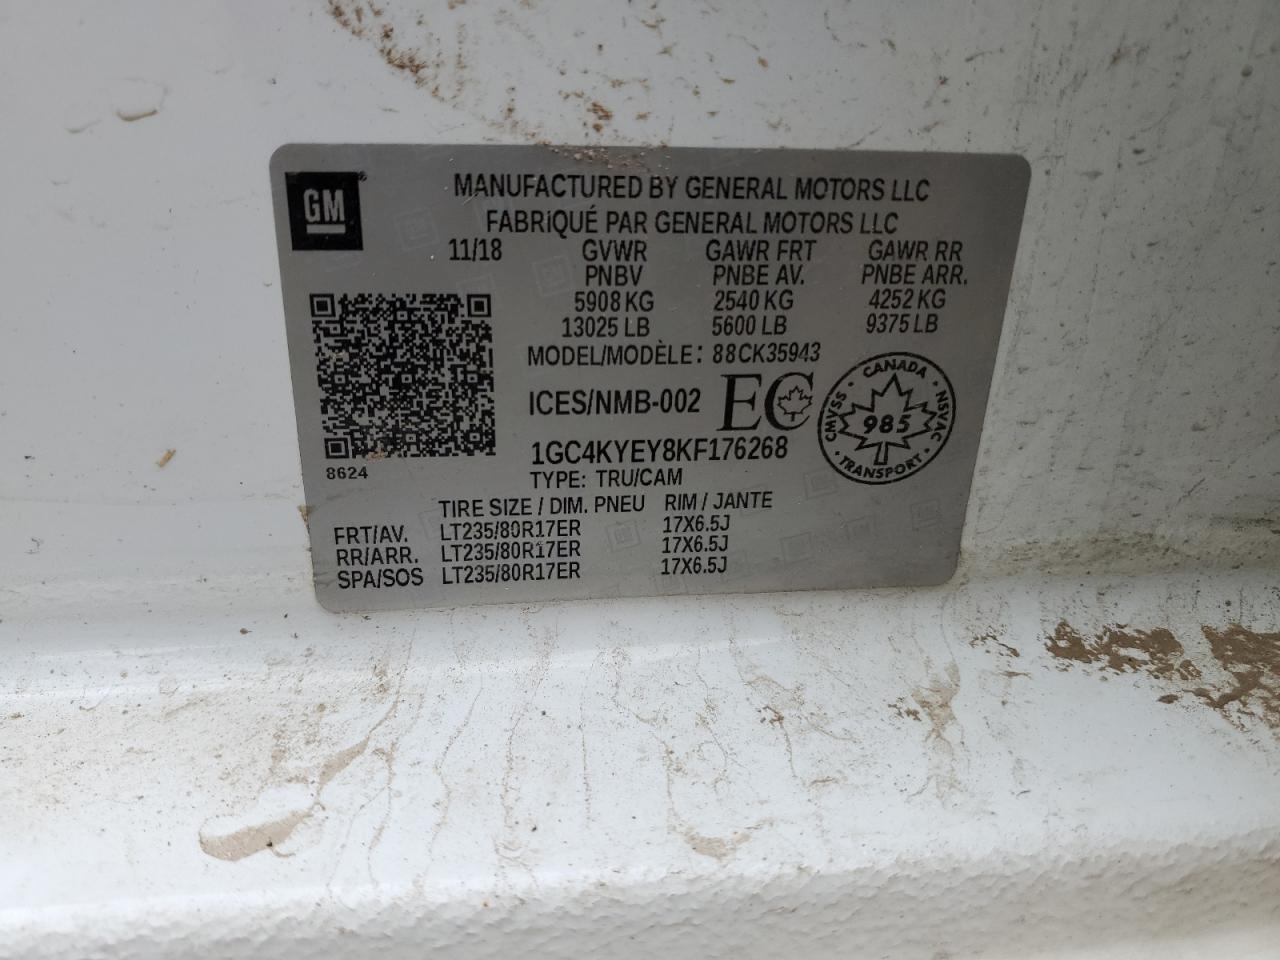 GM
MANUFACTURED BY GENERAL MOTORS LLC
FABRiQUÉ PAR GENERAL MOTORS LLC
11/18 GVWR GAWR FRT GAWR RR
PNBV PNBE AV. PNBE ARR.
5908 KG 2540 KG 4252 KG
13025 LB 5600 LB 9375 LB
MODEL/MODÈLE: 88CK35943
ICES/NMB-002 EC
CANADA
CMVSS 985 NSVAC
TRANSPORT
1GC4KYEY8KF176268
8624
TYPE: TRU/CAM
TIRE SIZE / DIM. PNEU RIM / JANTE
FRT/AV. LT235/80R17ER 17X6.5J
RR/ARR. LT235/80R17ER 17X6.5J
SPA/SOS LT235/80R17ER 17X6.5J